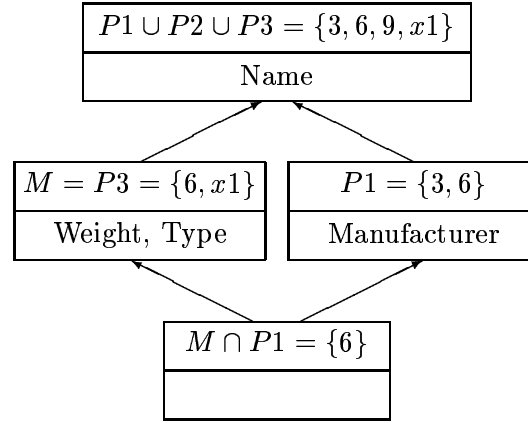 P1 ∪ P2 ∪ P3 = {3, 6, 9, x1}
Name
M = P3 = {6, x1}
P1 = {3, 6}
Weight, Type
Manufacturer
M ∩ P1 = {6}